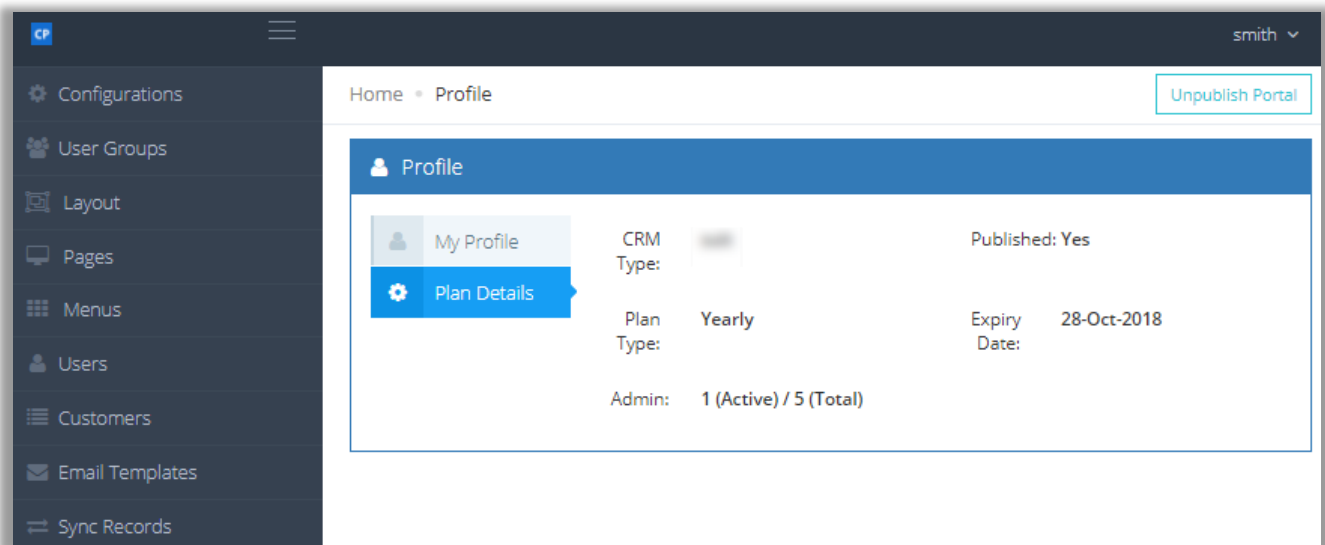 CP
smith
Configurations
Home Profile
Unpublish Portal
User Groups
Profile
Layout
My Profile
CRM Type:
Published: Yes
Pages
Plan Details
Menus
Plan Type: Yearly
Expiry Date: 28-Oct-2018
Users
Admin: 1 (Active) / 5 (Total)
Customers
Email Templates
Sync Records